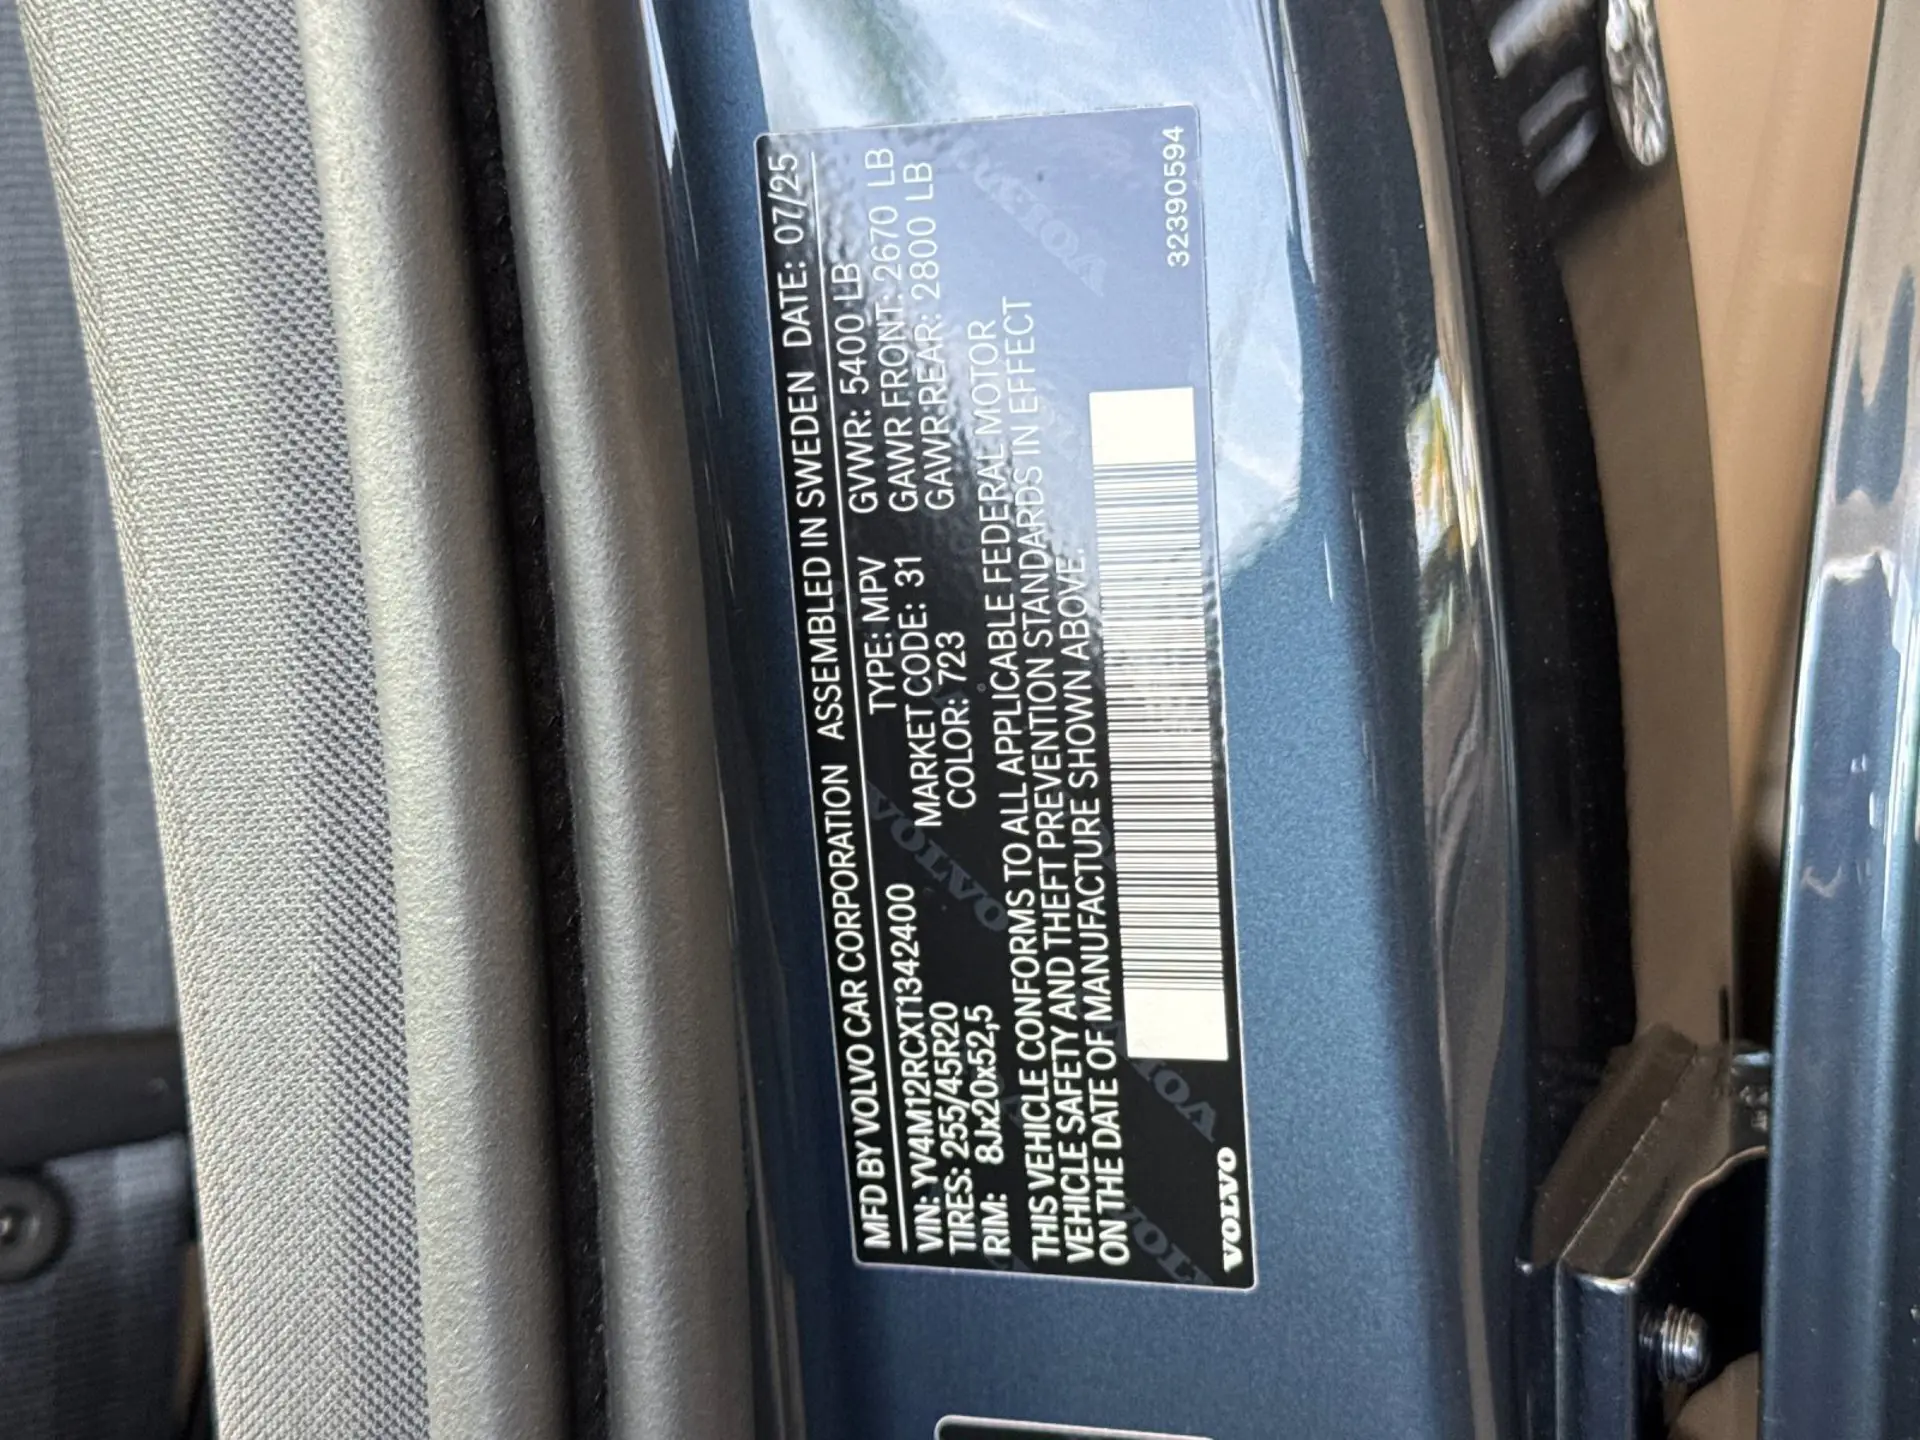 MFD BY VOLVO CAR CORPORATION ASSEMBLED IN SWEDEN DATE: 07/25
VIN: YV4M12RCXT1342400 TYPE: MPV GVWR: 5400 LB
TIRES: 255/45R20 MARKET CODE: 31 GAWR FRONT: 2670 LB
RIM: 8Jx20x52,5 COLOR: 723 GAWR REAR: 2800 LB
THIS VEHICLE CONFORMS TO ALL APPLICABLE FEDERAL MOTOR
VEHICLE SAFETY AND THEFT PREVENTION STANDARDS IN EFFECT
ON THE DATE OF MANUFACTURE SHOWN ABOVE.
VOLVO 32390594